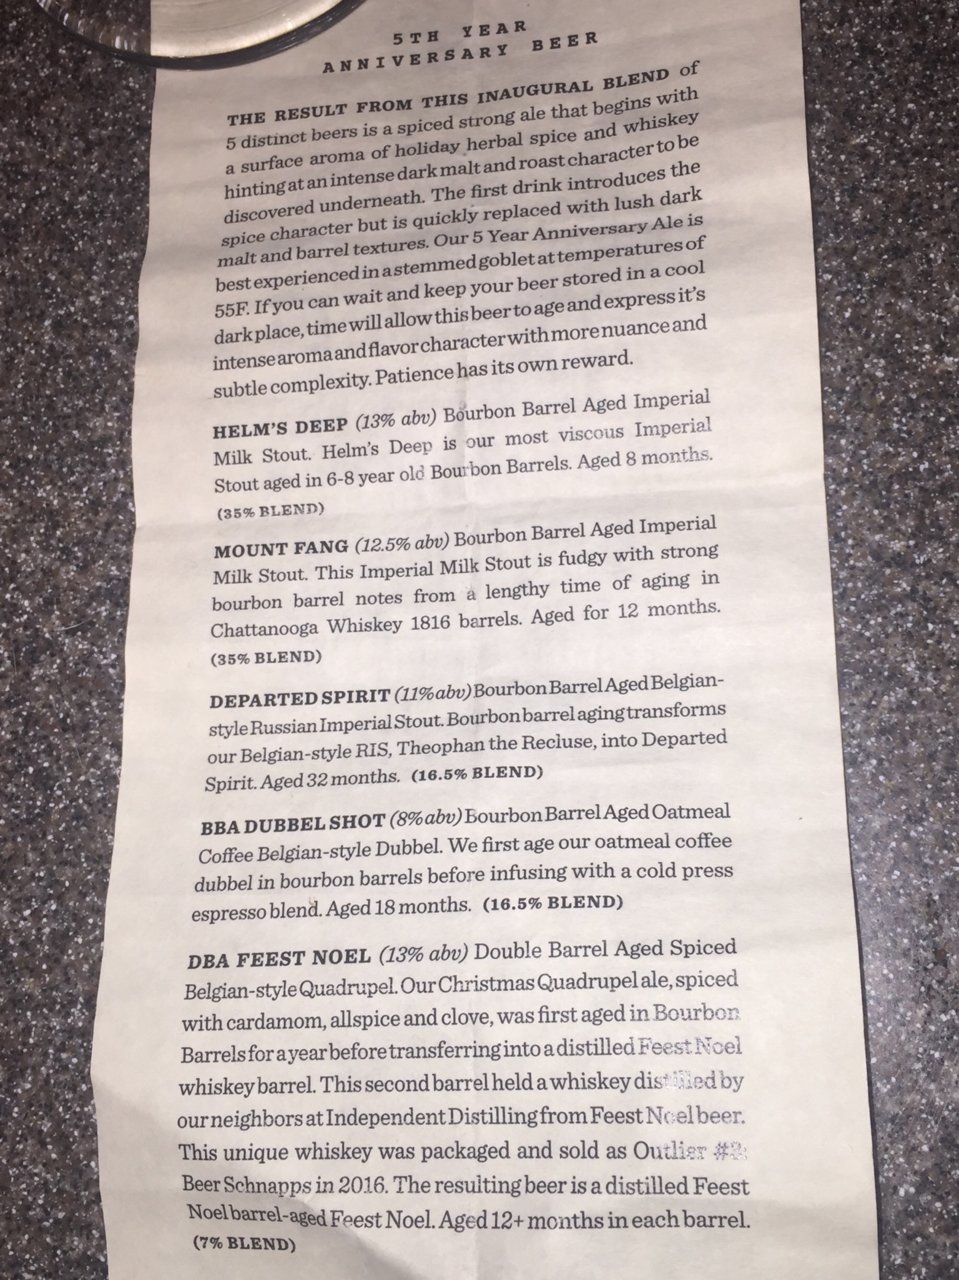 5TH YEAR
ANNIVERSARY BEER
THE RESULT FROM THIS INAUGURAL BLEND of
5 distinct beers is a spiced strong ale that begins with
a surface aroma of holiday herbal spice and whiskey
hinting at an intense dark malt and roast character to be
discovered underneath. The first drink introduces the
spice character but is quickly replaced with lush dark
malt and barrel textures. Our 5 Year Anniversary Ale is
best experienced in a stemmed goblet at temperatures of
55F. If you can wait and keep your beer stored in a cool
dark place, time will allow this beer to age and express it's
intense aroma and flavor character with more nuance and
subtle complexity. Patience has its own reward.
HELM'S DEEP (13% abv) Bourbon Barrel Aged Imperial
Milk Stout. Helm's Deep is our most viscous Imperial
Stout aged in 6-8 year old Bourbon Barrels. Aged 8 months.
(35% BLEND)
MOUNT FANG (12.5% abv) Bourbon Barrel Aged Imperial
Milk Stout. This Imperial Milk Stout is fudgy with strong
bourbon barrel notes from a lengthy time of aging in
Chattanooga Whiskey 1816 barrels. Aged for 12 months.
(35% BLEND)
DEPARTED SPIRIT (11% abv) Bourbon Barrel Aged Belgian-
style Russian Imperial Stout. Bourbon barrel aging transforms
our Belgian-style RIS, Theophan the Recluse, into Departed
Spirit. Aged 32 months. (16.5% BLEND)
BBA DUBBEL SHOT (8% abv) Bourbon Barrel Aged Oatmeal
Coffee Belgian-style Dubbel. We first age our oatmeal coffee
dubbel in bourbon barrels before infusing with a cold press
espresso blend. Aged 18 months. (16.5% BLEND)
DBA FEEST NOEL (13% abv) Double Barrel Aged Spiced
Belgian-style Quadrupel. Our Christmas Quadrupel ale, spiced
with cardamom, allspice and clove, was first aged in Bourbon
Barrels for a year before transferring into a distilled Feest Noel
whiskey barrel. This second barrel held a whiskey distilled by
our neighbors at Independent Distilling from Feest Noel beer.
This unique whiskey was packaged and sold as Outlier
Beer Schnapps in 2016. The resulting beer is a distilled Feest
Noel barrel-aged Feest Noel. Aged 12+ months in each barrel.
(7% BLEND)